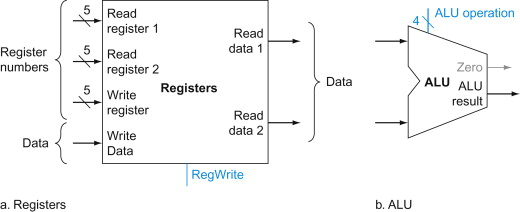 Register
numbers
Data
5
Read
register 1
5
Read
register 2
5
Write
register
Write
Data
Registers
Read
data 1
Read
data 2
Data
RegWrite
a. Registers
4
ALU operation
Zero
ALU
ALU
result
b. ALU